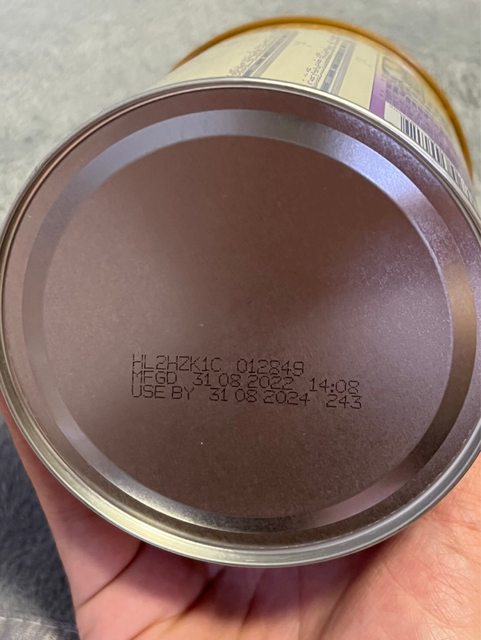 HL2HZK1C 012849
MFGD 31 08 2022 14:08
USE BY 31 08 2024 243